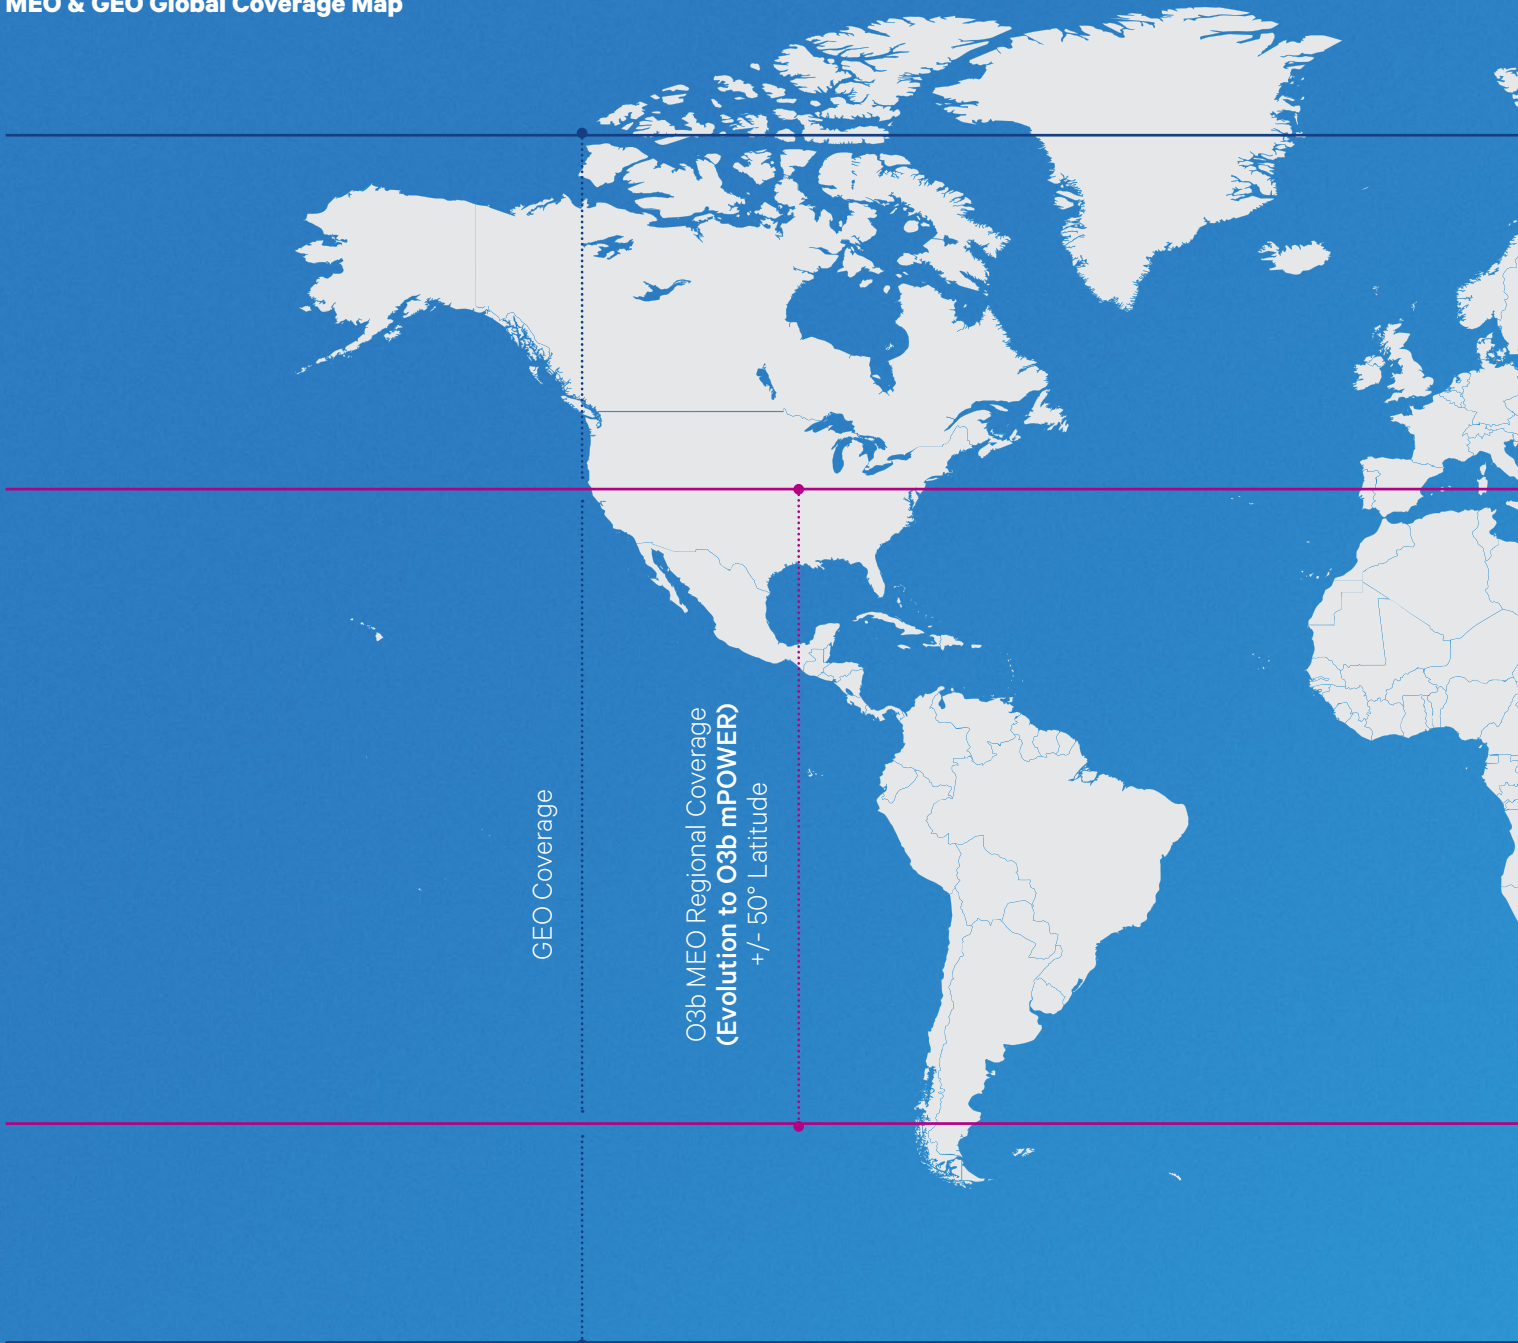 MEO & GEO Global Coverage Map
GEO Coverage
O3b MEO Regional Coverage
(Evolution to O3b mPOWER)
+/- 50° Latitude